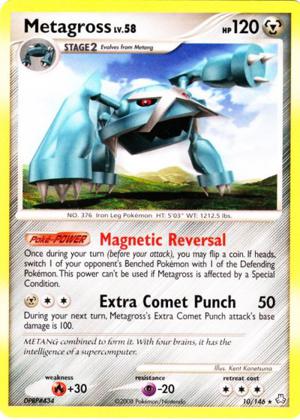 Metagross LV.58
HP 120
STAGE 2 Evolves from Metang
NO. 376 Iron Leg Pokémon HT: 5'03" WT: 1212.5 lbs.
Poké-POWER Magnetic Reversal
Once during your turn (before your attack), you may flip a coin. If heads,
switch 1 of your opponent's Benched Pokémon with 1 of the Defending
Pokémon. This power can't be used if Metagross is affected by a Special
Condition.
Extra Comet Punch 50
During your next turn, Metagross's Extra Comet Punch attack's base
damage is 100.
METANG combined to form it. With four brains, it has the
intelligence of a supercomputer.
weakness resistance retreat cost
+30 -20
Illus. Kent Kanetsuna
DPBP#434 ©2008 Pokémon/Nintendo 10/146